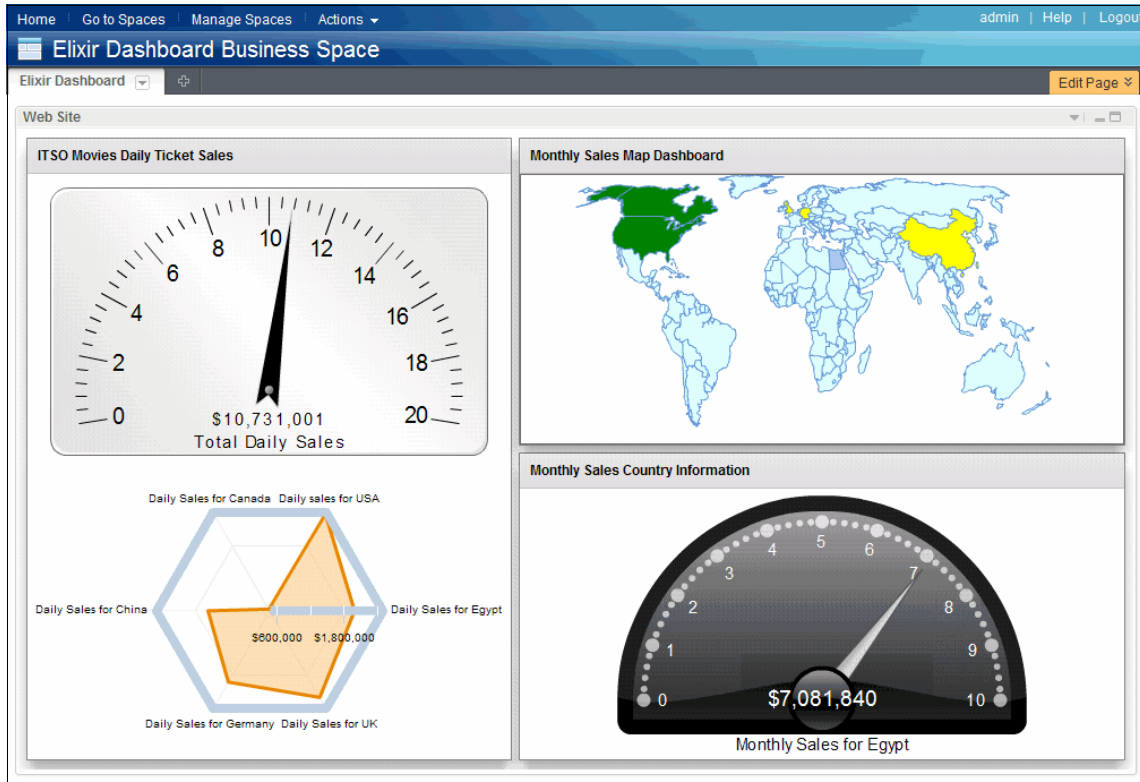 Home Go to Spaces Manage Spaces Actions
admin | Help | Logout
Elixir Dashboard Business Space
Elixir Dashboard
Edit Page
Web Site
ITSO Movies Daily Ticket Sales
0 2 4 6 8 10 12 14 16 18 20
$10,731,001
Total Daily Sales
Daily Sales for Canada Daily sales for USA
Daily Sales for China Daily Sales for Egypt
$600,000 $1,800,000
Daily Sales for Germany Daily Sales for UK
Monthly Sales Map Dashboard
Monthly Sales Country Information
0 1 2 3 4 5 6 7 8 9 10
$7,081,840
Monthly Sales for Egypt